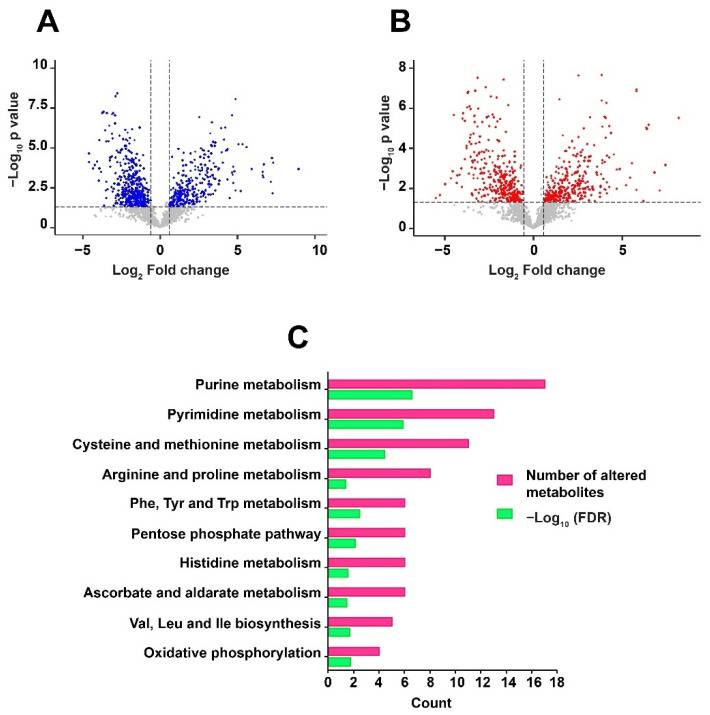 A
B
−Log10 p value
10
7.5
5.0
2.5
0
−5
0
5
10
Log2 Fold change
−Log10 p value
8
6
4
2
0
−5
0
5
Log2 Fold change
C
Purine metabolism
Pyrimidine metabolism
Cysteine and methionine metabolism
Arginine and proline metabolism
Phe, Tyr and Trp metabolism
Pentose phosphate pathway
Histidine metabolism
Ascorbate and aldarate metabolism
Val, Leu and Ile biosynthesis
Oxidative phosphorylation
Number of altered
metabolites
−Log10 (FDR)
0 2 4 6 8 10 12 14 16 18
Count